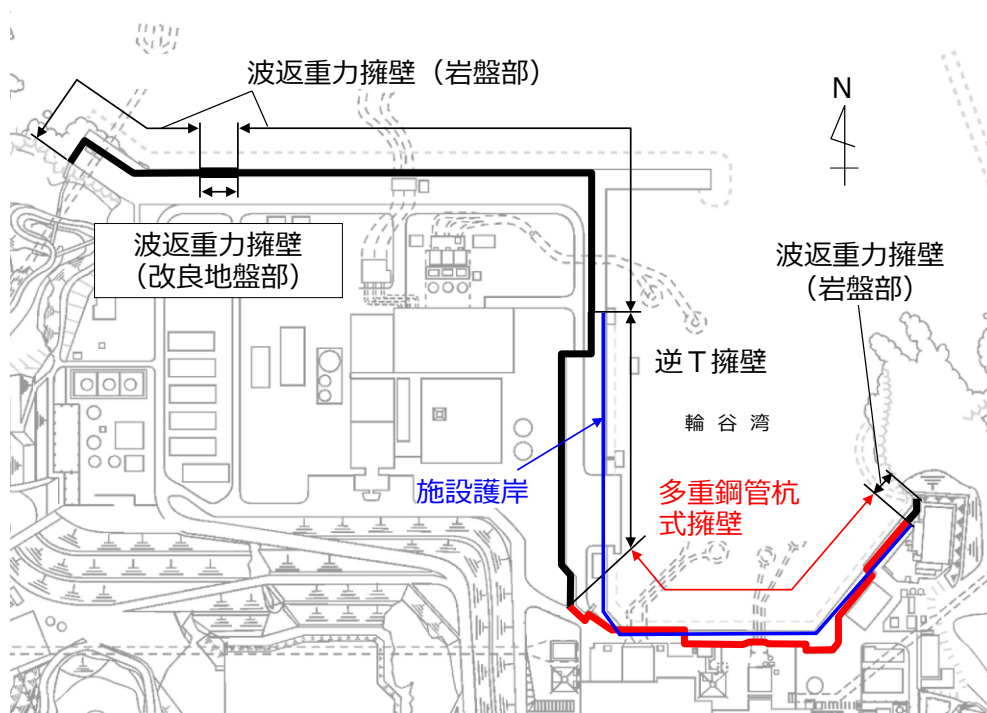 波返重力擁壁（岩盤部）
N
波返重力擁壁
（改良地盤部）
波返重力擁壁
（岩盤部）
逆Ｔ擁壁
輪谷湾
施設護岸
多重鋼管杭
式擁壁